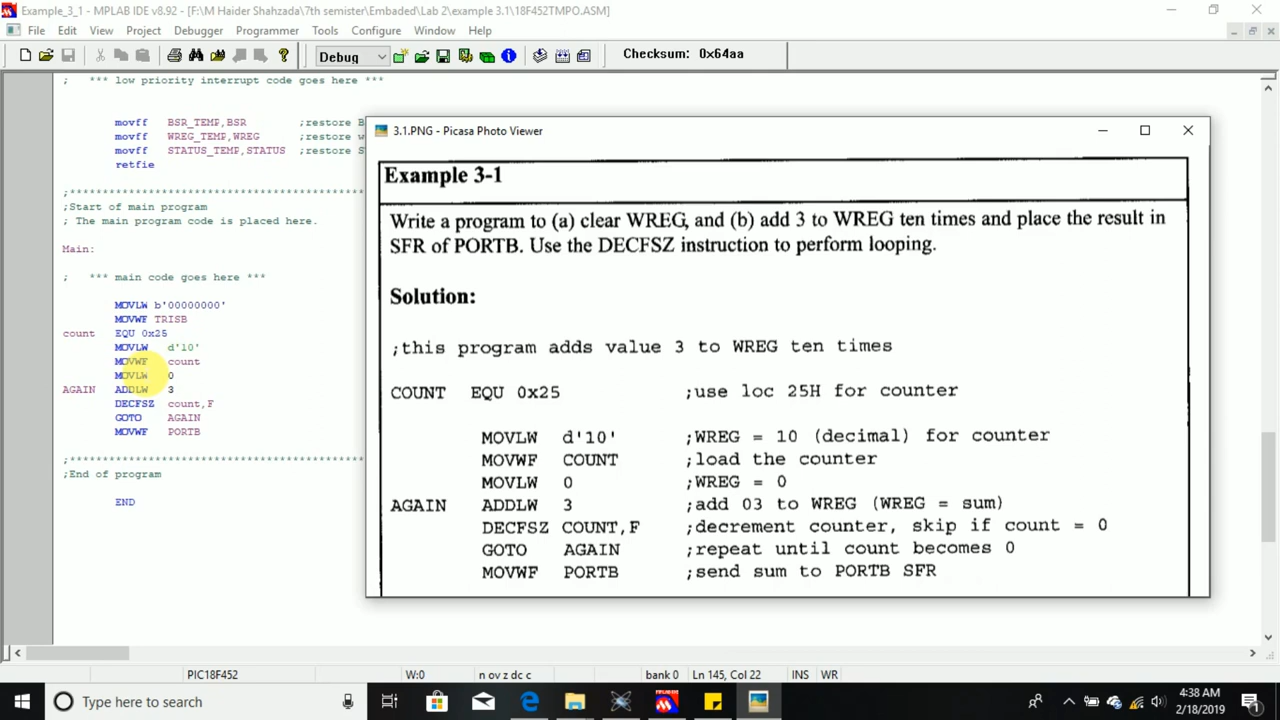 Example_3_1 - MPLAB IDE v8.92 - [F:\M Haider Shahzada\7th semister\Embaded\Lab 2\example 3.1\18F452TMPO.ASM]
File Edit View Project Debugger Programmer Tools Configure Window Help
Debug Checksum: 0x64aa
; *** low priority interrupt code goes here ***
movff BSR_TEMP,BSR ;restore B
movff WREG_TEMP,WREG ;restore w
movff STATUS_TEMP,STATUS ;restore S
retfie
;*******************************************
;Start of main program
; The main program code is placed here.
Main:
; *** main code goes here ***
MOVLW b'00000000'
MOVWF TRISB
count EQU 0x25
MOVLW d'10'
MOVWF count
MOVLW 0
AGAIN ADDLW 3
DECFSZ count,F
GOTO AGAIN
MOVWF PORTB
;*******************************************
;End of program
END
3.1.PNG - Picasa Photo Viewer
Example 3-1
Write a program to (a) clear WREG, and (b) add 3 to WREG ten times and place the result in
SFR of PORTB. Use the DECFSZ instruction to perform looping.
Solution:
;this program adds value 3 to WREG ten times
COUNT EQU 0x25 ;use loc 25H for counter
MOVLW d'10' ;WREG = 10 (decimal) for counter
MOVWF COUNT ;load the counter
MOVLW 0 ;WREG = 0
AGAIN ADDLW 3 ;add 03 to WREG (WREG = sum)
DECFSZ COUNT,F ;decrement counter, skip if count = 0
GOTO AGAIN ;repeat until count becomes 0
MOVWF PORTB ;send sum to PORTB SFR
PIC18F452 W:0 n ov z dc c bank 0 Ln 145, Col 22 INS WR
Type here to search
4:38 AM
2/18/2019
1